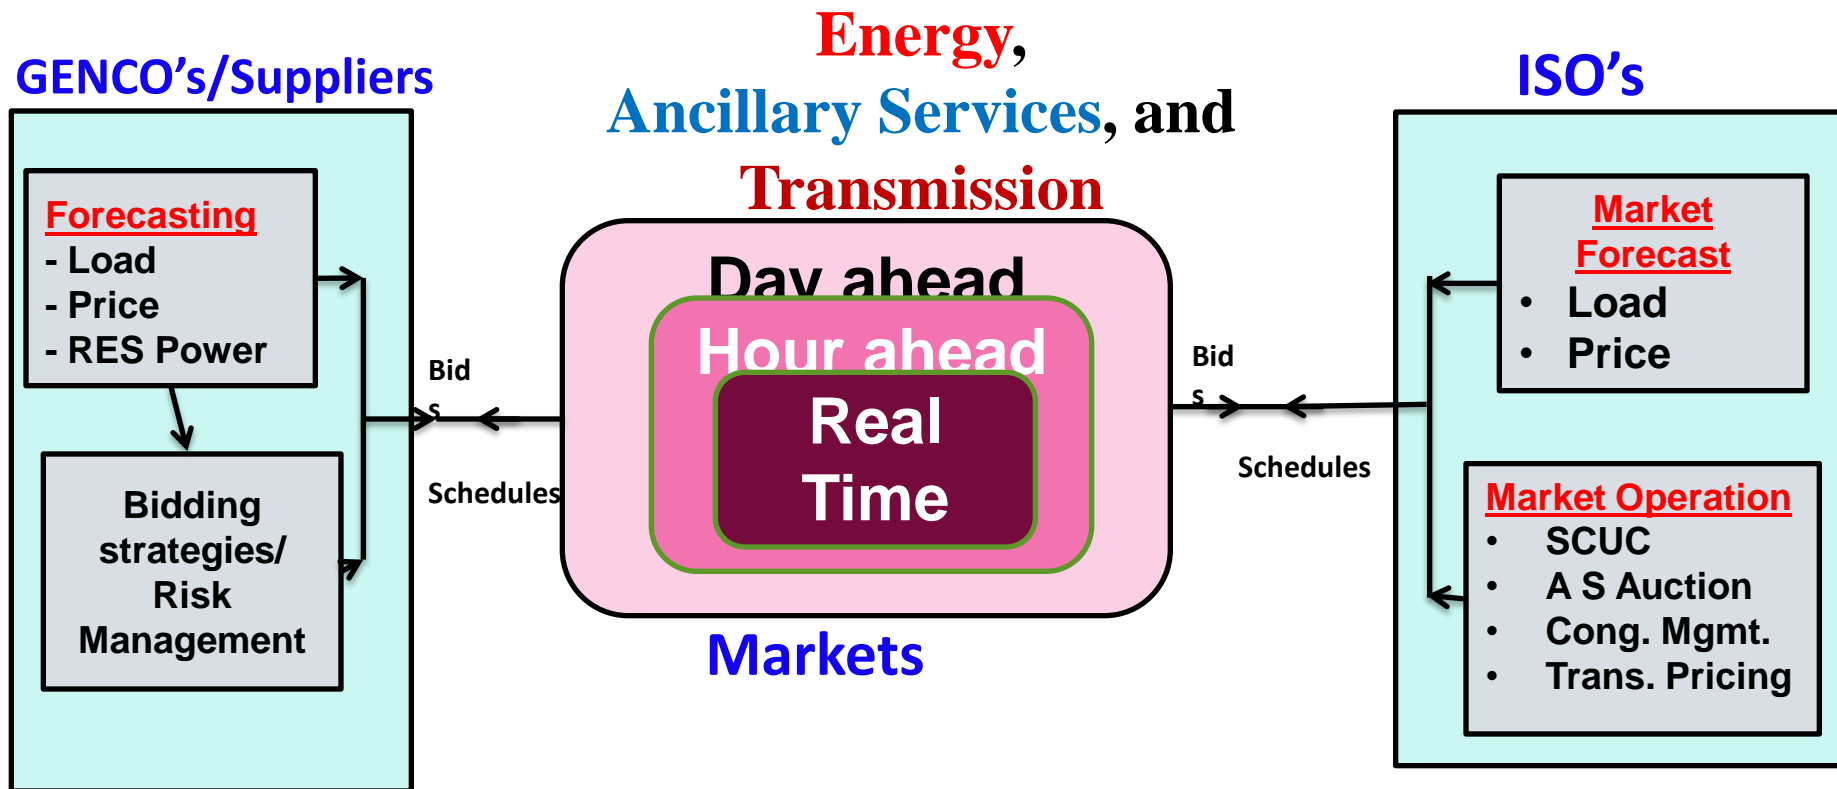 Energy,
Ancillary Services, and
Transmission
GENCO's/Suppliers
Forecasting
- Load
- Price
- RES Power
Bidding
strategies/
Risk
Management
Bid
s
Schedules
Day ahead
Hour ahead
Real
Time
Markets
Bid
s
Schedules
ISO's
Market
Forecast
• Load
• Price
Market Operation
• SCUC
• A S Auction
• Cong. Mgmt.
• Trans. Pricing